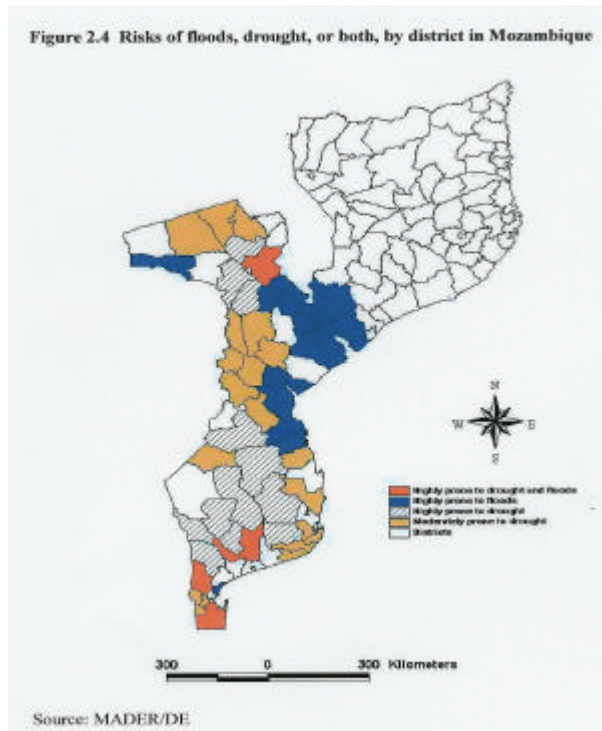 Figure 2.4 Risks of floods, drought, or both, by district in Mozambique
N
W E
S
Highly prone to drought and floods
Highly prone to floods
Highly prone to drought
Moderately prone to drought
Districts
300 0 300 Kilometers
Source: MADER/DE